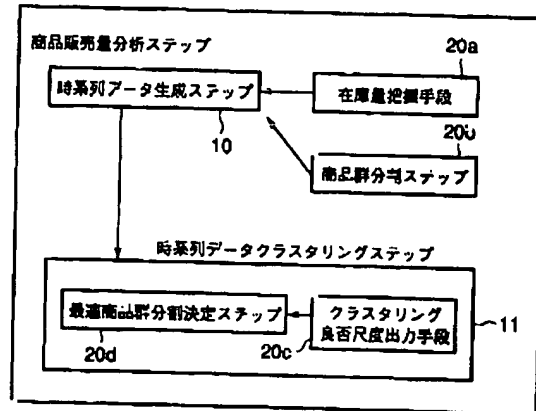 商品販売量分析ステップ
20a
時系列データ生成ステップ
在庫量把握手段
10
20b
商品群分割ステップ
時系列データクラスタリングステップ
最適商品群分割決定ステップ
クラスタリング
良否尺度出力手段
11
20d
20c